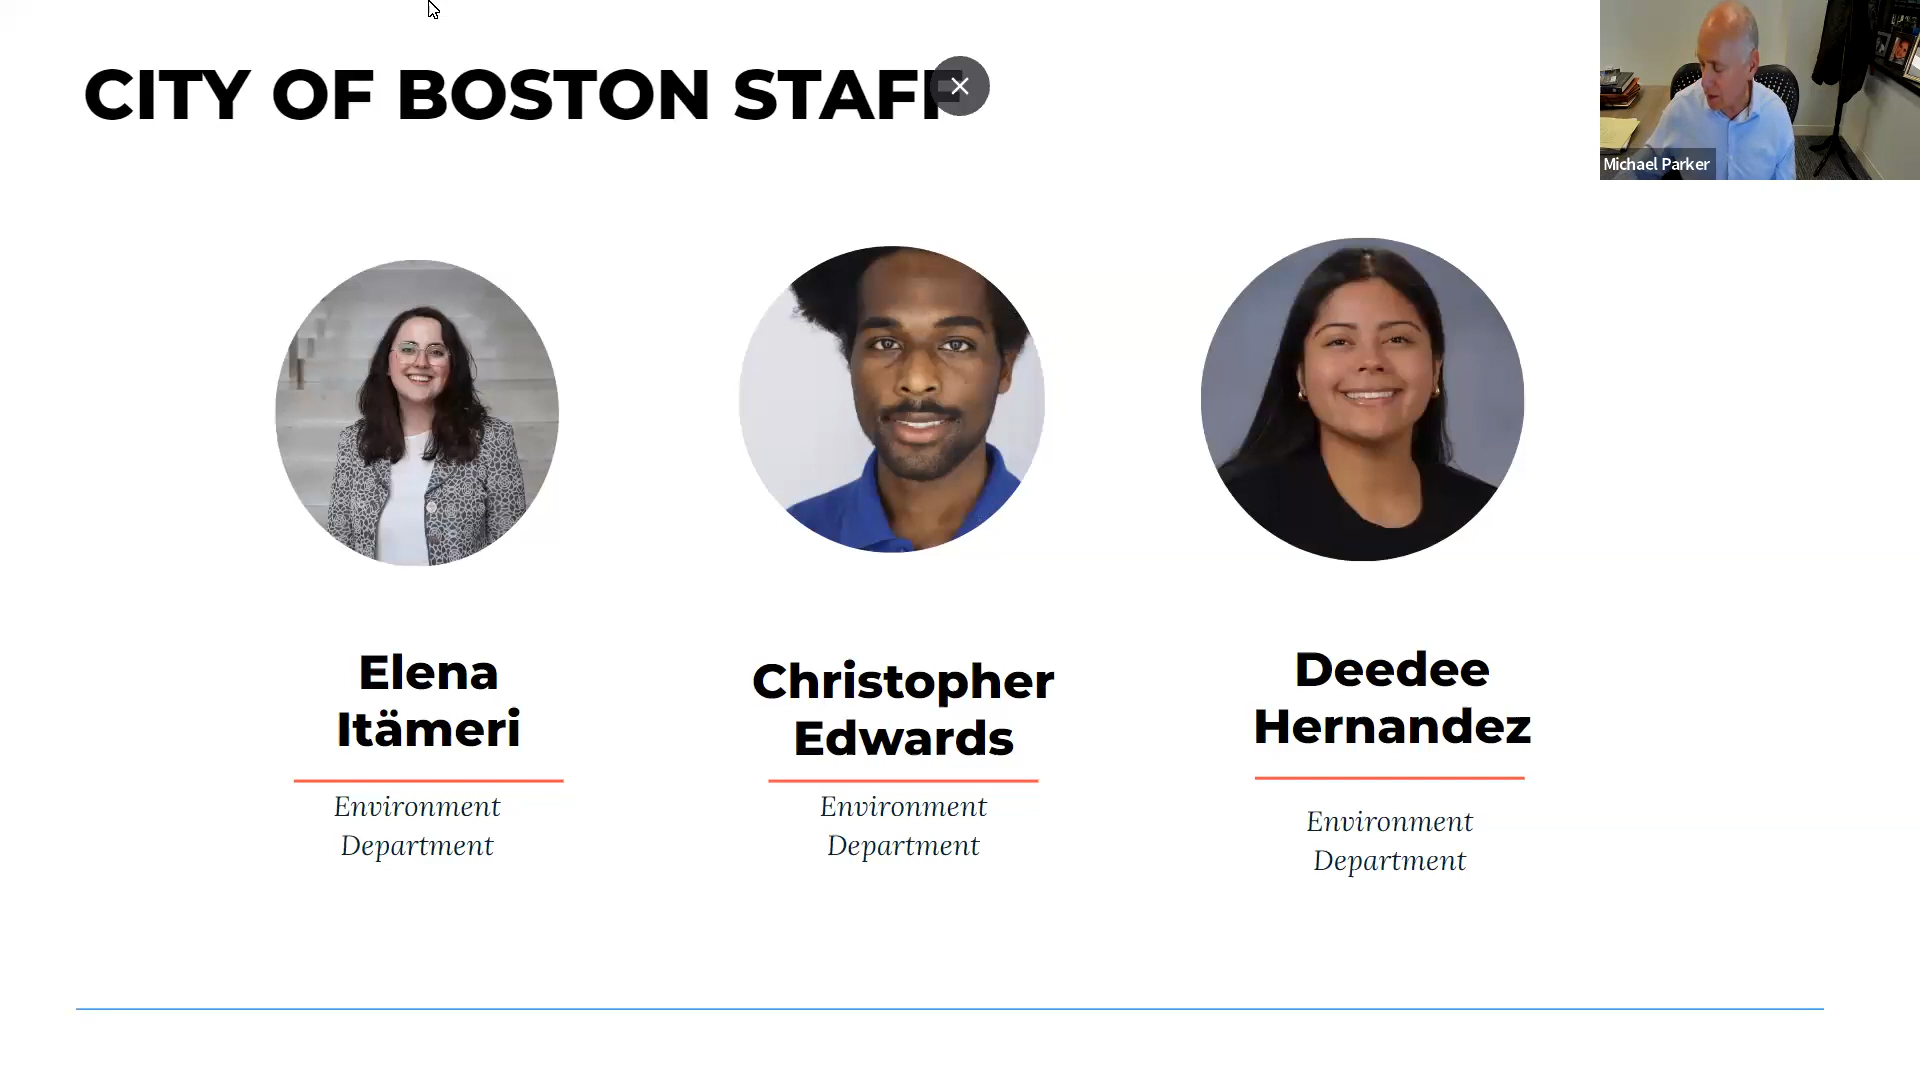 CITY OF BOSTON STAFF
Michael Parker
Elena
Itämeri
Environment
Department
Christopher
Edwards
Environment
Department
Deedee
Hernandez
Environment
Department